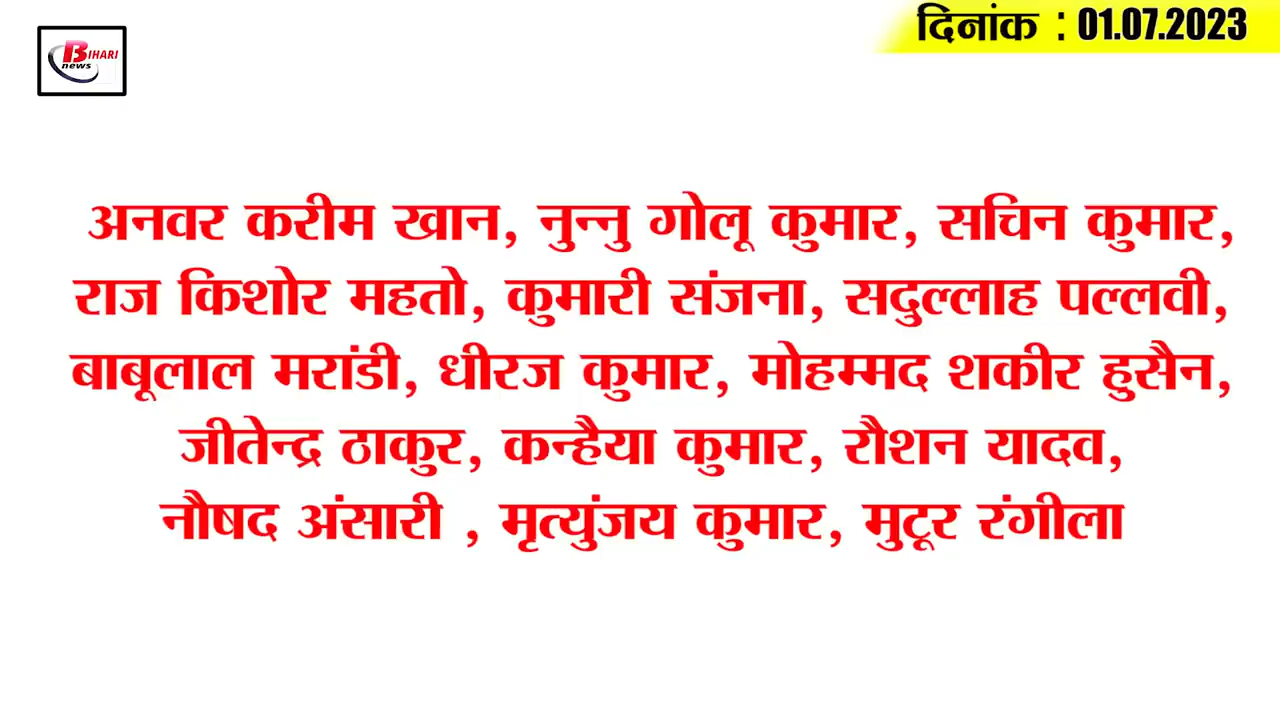 BIHARI
news
दिनांक : 01.07.2023
अनवर करीम खान, नुन्नु गोलू कुमार, सचिन कुमार,
राज किशोर महतो, कुमारी संजना, सदुल्लाह पल्लवी,
बाबूलाल मरांडी, धीरज कुमार, मोहम्मद शकीर हुसैन,
जीतेन्द्र ठाकुर, कन्हैया कुमार, रौशन यादव,
नौषद अंसारी , मृत्युंजय कुमार, मुटूर रंगीला